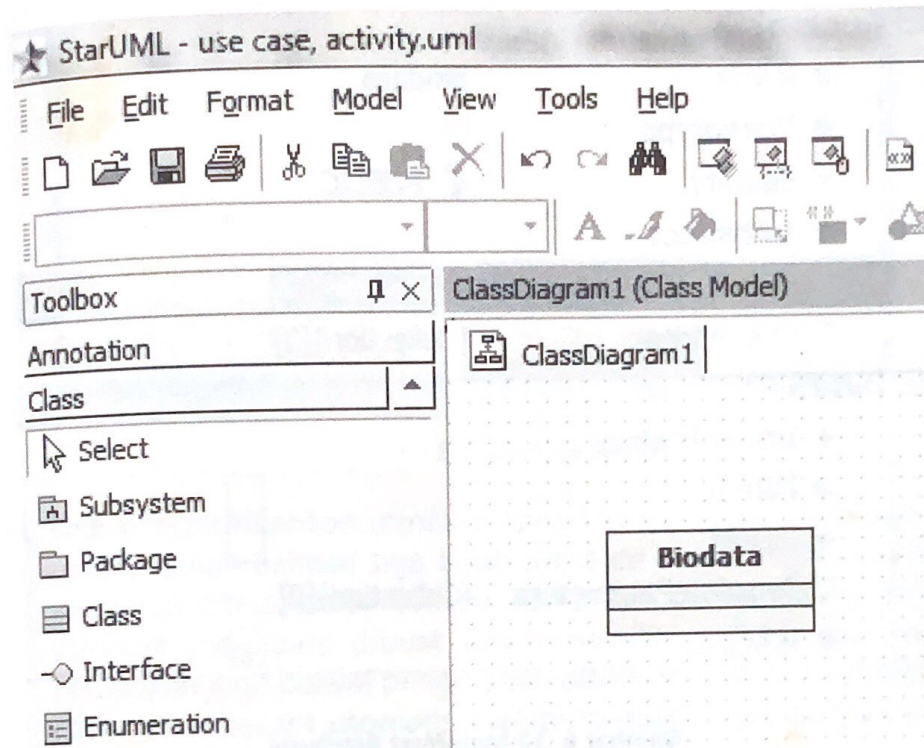 StarUML - use case, activity.uml
File Edit Format Model View Tools Help
Toolbox
ClassDiagram1 (Class Model)
Annotation
ClassDiagram1
Class
Select
Subsystem
Package
Biodata
Class
Interface
Enumeration